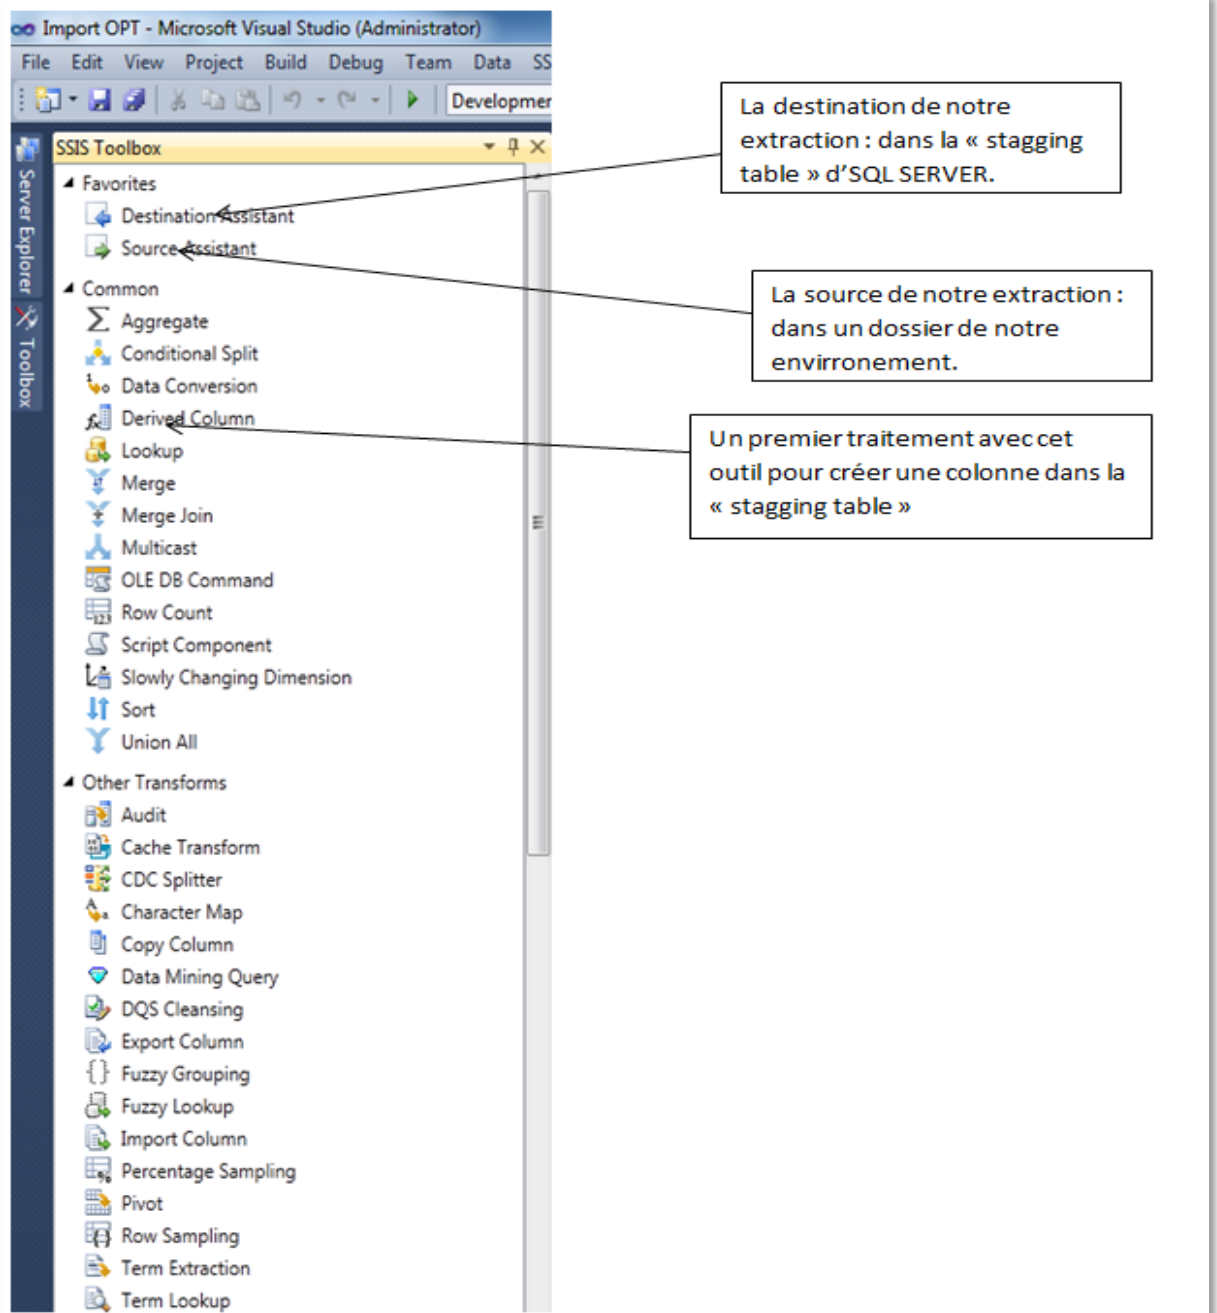 Import OPT - Microsoft Visual Studio (Administrator)
File Edit View Project Build Debug Team Data SS
Developmer
Server Explorer
Toolbox
SSIS Toolbox
Favorites
Destination Assistant
Source Assistant
Common
Aggregate
Conditional Split
Data Conversion
Derived Column
Lookup
Merge
Merge Join
Multicast
OLE DB Command
Row Count
Script Component
Slowly Changing Dimension
Sort
Union All
Other Transforms
Audit
Cache Transform
CDC Splitter
Character Map
Copy Column
Data Mining Query
DQS Cleansing
Export Column
Fuzzy Grouping
Fuzzy Lookup
Import Column
Percentage Sampling
Pivot
Row Sampling
Term Extraction
Term Lookup
La destination de notre
extraction : dans la « stagging
table » d’SQL SERVER.
La source de notre extraction :
dans un dossier de notre
envirronement.
Un premier traitement avec cet
outil pour créer une colonne dans la
« stagging table »